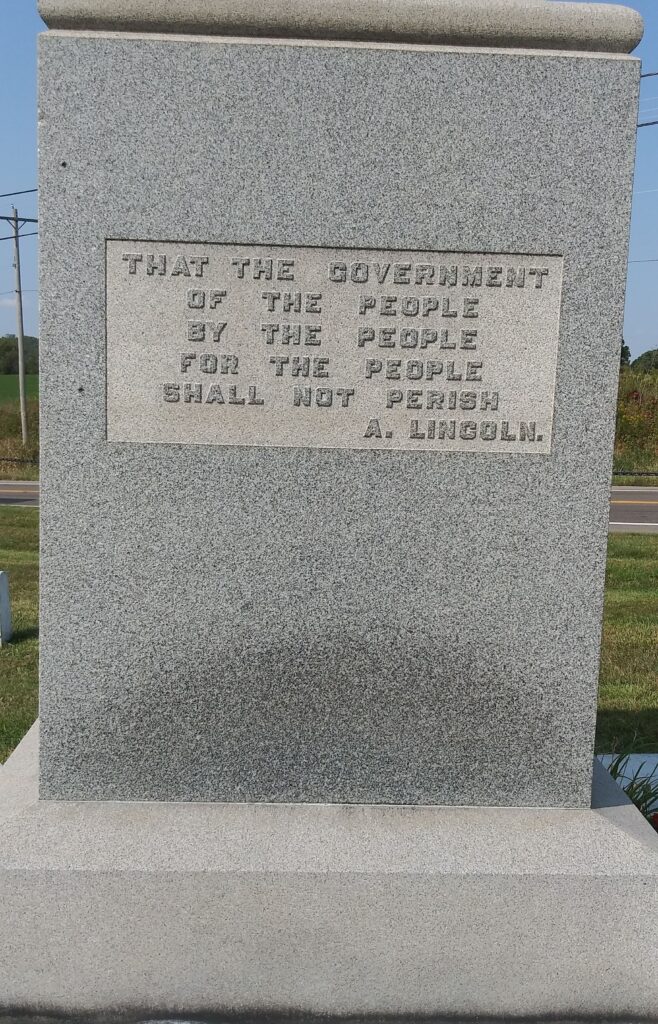 THAT THE GOVERNMENT
OF THE PEOPLE
BY THE PEOPLE
FOR THE PEOPLE
SHALL NOT PERISH
A. LINCOLN.